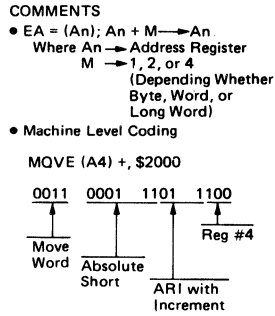 COMMENTS
● EA = (An); An + M → An
Where An → Address Register
M → 1, 2, or 4
(Depending Whether
Byte, Word, or
Long Word)
● Machine Level Coding
MOVE (A4) +, $2000
0011 0001 1101 1100
Move
Word
Absolute
Short
ARI with
Increment
Reg #4